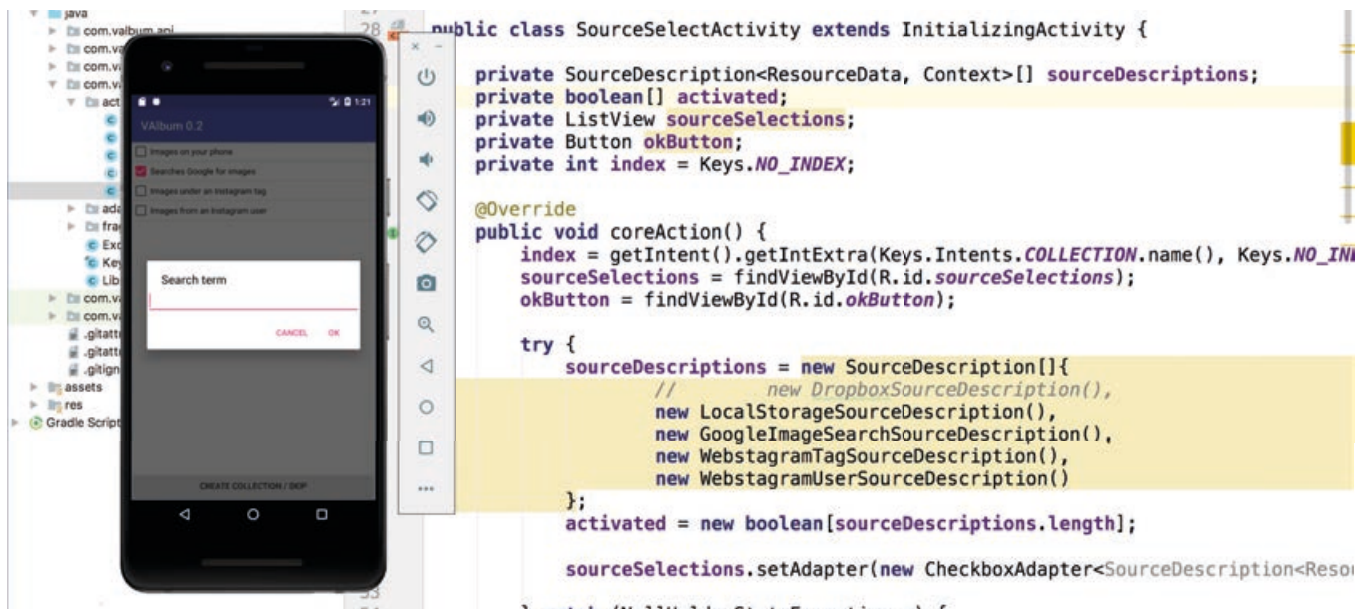 java
com.valbum.api
com.va
com.va
com.va
act
ada
frag
Exc
Key
Lib
com.va
com.va
.gitattr
.gitattr
.gitign
assets
res
Gradle Script
1:21
VAlbum 0.2
Images on your phone
Searches Google for images
Images under an Instagram tag
Images from an Instagram user
Search term
CANCEL OK
CREATE COLLECTION / SKIP
28
public class SourceSelectActivity extends InitializingActivity {
private SourceDescription<ResourceData, Context>[] sourceDescriptions;
private boolean[] activated;
private ListView sourceSelections;
private Button okButton;
private int index = Keys.NO_INDEX;
@Override
public void coreAction() {
index = getIntent().getIntExtra(Keys.Intents.COLLECTION.name(), Keys.NO_IN
sourceSelections = findViewById(R.id.sourceSelections);
okButton = findViewById(R.id.okButton);
try {
sourceDescriptions = new SourceDescription[]{
// new DropboxSourceDescription(),
new LocalStorageSourceDescription(),
new GoogleImageSearchSourceDescription(),
new WebstagramTagSourceDescription(),
new WebstagramUserSourceDescription()
};
activated = new boolean[sourceDescriptions.length];
sourceSelections.setAdapter(new CheckboxAdapter<SourceDescription<Resou
53